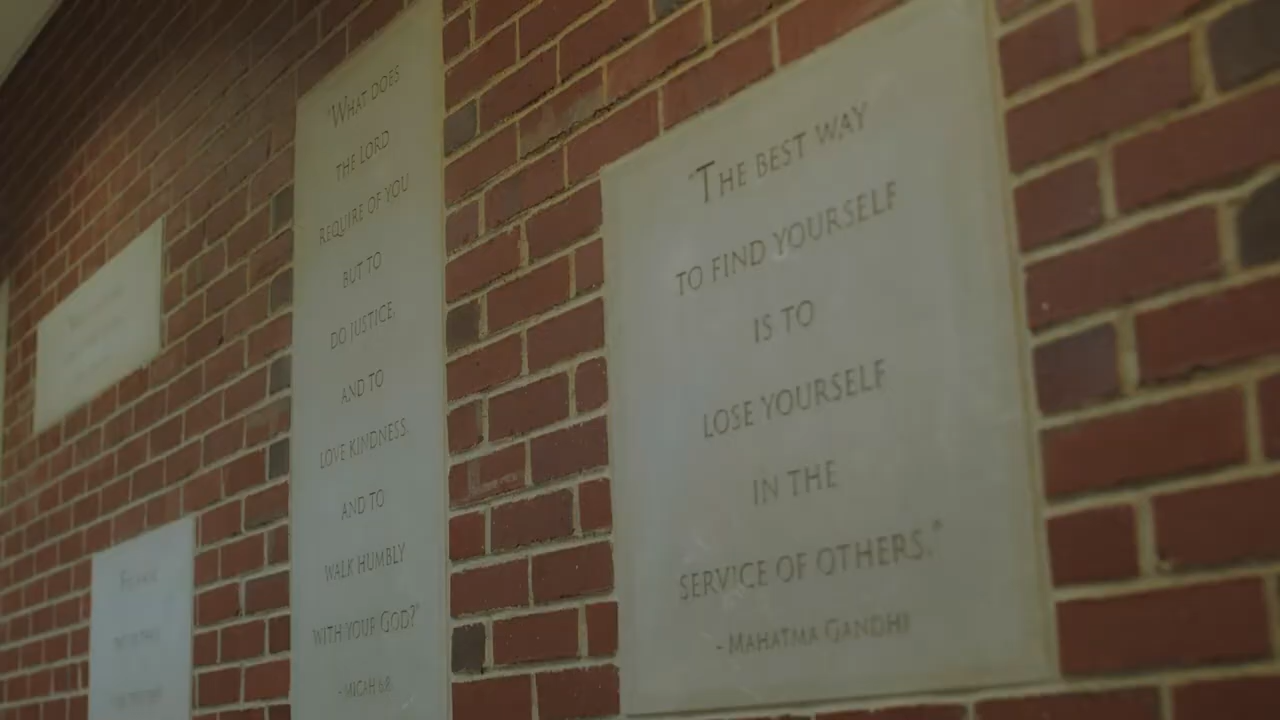 "What does
the Lord
require of you
but to
do justice,
and to
love kindness,
and to
walk humbly
with your God?"
- Micah 6:8
"The best way
to find yourself
is to
lose yourself
in the
service of others."
- Mahatma Gandhi